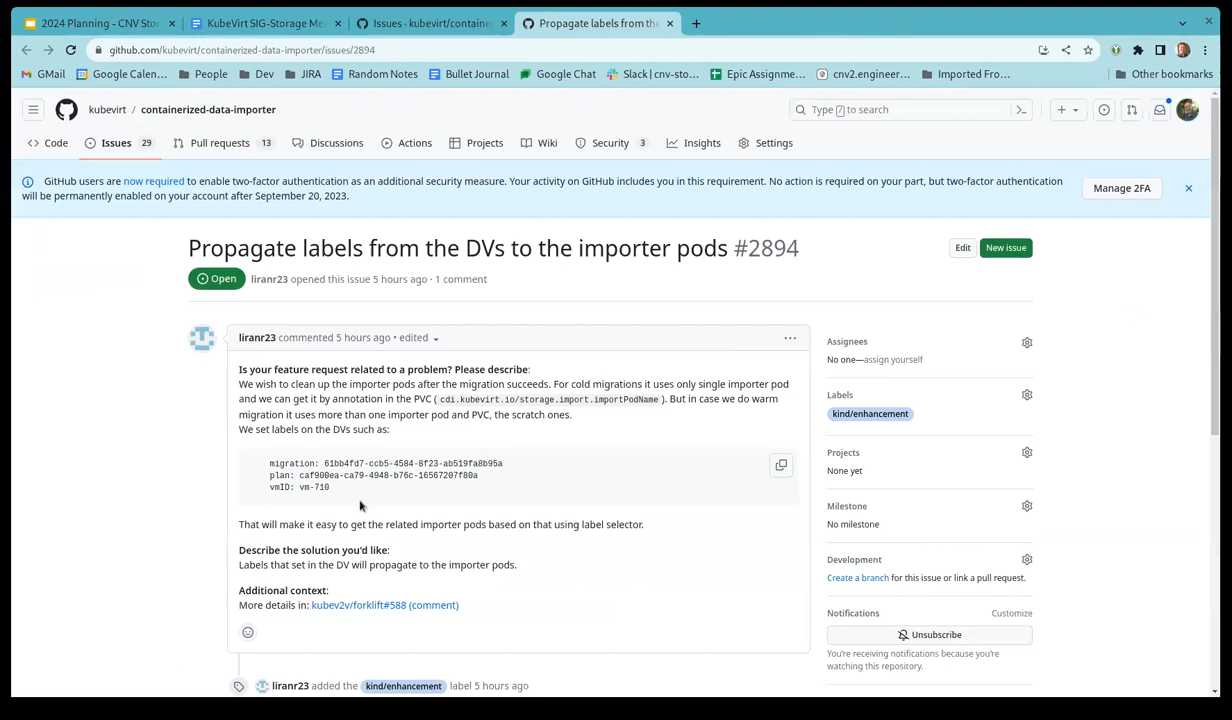 2024 Planning - CNV Sto
KubeVirt SIG-Storage Me
Issues · kubevirt/containe
Propagate labels from the
github.com/kubevirt/containerized-data-importer/issues/2894
GMail
Google Calen...
People
Dev
JIRA
Random Notes
Bullet Journal
Google Chat
Slack | cnv-sto...
Epic Assignme...
cnv2.engineer...
Imported Fro...
Other bookmarks
kubevirt / containerized-data-importer
Type / to search
Code
Issues 29
Pull requests 13
Discussions
Actions
Projects
Wiki
Security 3
Insights
Settings
GitHub users are now required to enable two-factor authentication as an additional security measure. Your activity on GitHub includes you in this requirement. No action is required on your part, but two-factor authentication
will be permanently enabled on your account after September 20, 2023.
Manage 2FA
Propagate labels from the DVs to the importer pods #2894
Edit
New issue
Open
liranr23 opened this issue 5 hours ago · 1 comment
liranr23 commented 5 hours ago • edited
Is your feature request related to a problem? Please describe:
We wish to clean up the importer pods after the migration succeeds. For cold migrations it uses only single importer pod
and we can get it by annotation in the PVC ( cdi.kubevirt.io/storage.import.importPodName ). But in case we do warm
migration it uses more than one importer pod and PVC, the scratch ones.
We set labels on the DVs such as:
migration: 61bb4fd7-ccb5-4584-8f23-ab519fa8b95a
plan: caf900ea-ca79-4948-b76c-16567207f80a
vmID: vm-710
That will make it easy to get the related importer pods based on that using label selector.
Describe the solution you'd like:
Labels that set in the DV will propagate to the importer pods.
Additional context:
More details in: kubev2v/forklift#588 (comment)
liranr23 added the kind/enhancement label 5 hours ago
Assignees
No one—assign yourself
Labels
kind/enhancement
Projects
None yet
Milestone
No milestone
Development
Create a branch for this issue or link a pull request.
Notifications
Customize
Unsubscribe
You're receiving notifications because you're
watching this repository.